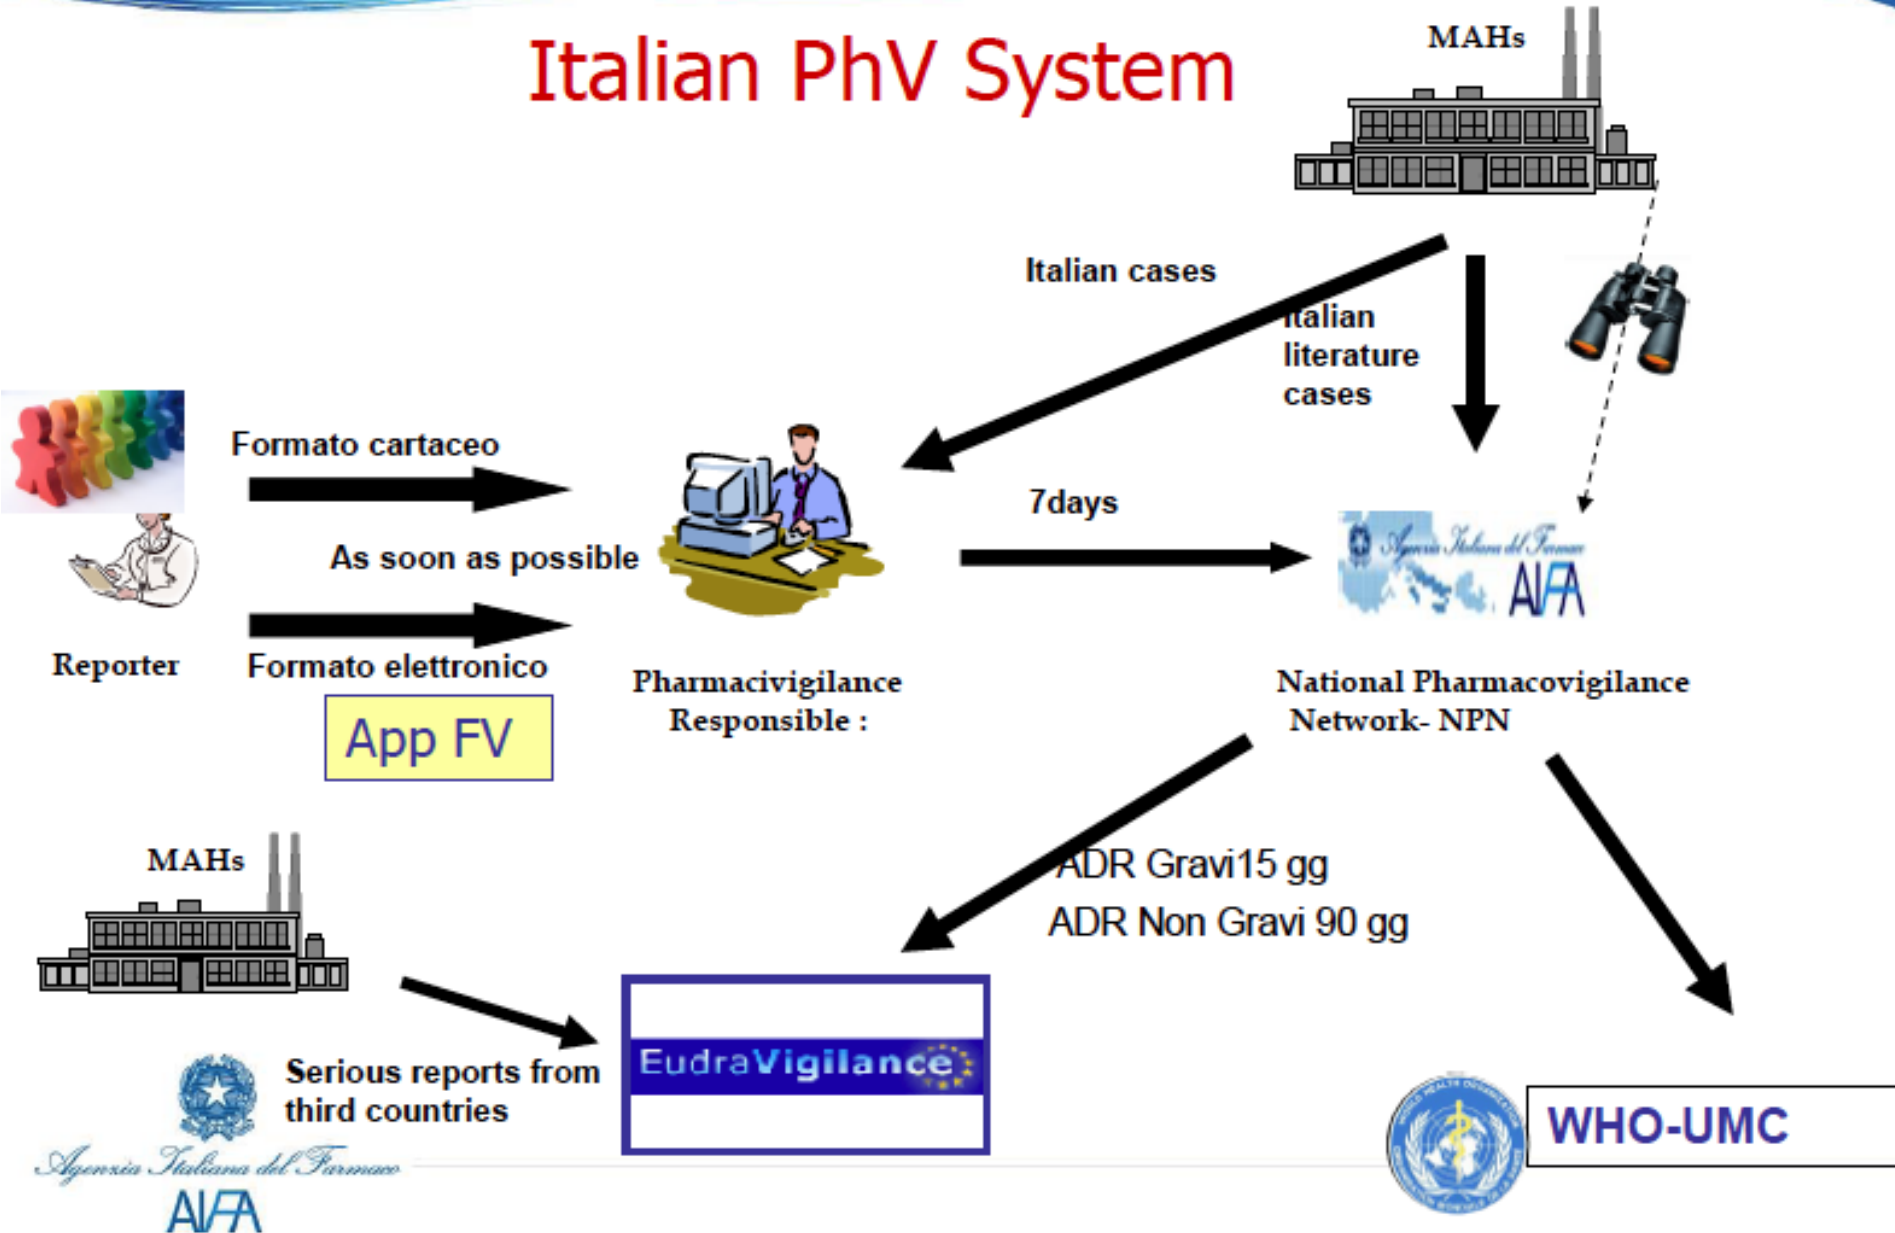 Italian PhV System
MAHs
Italian cases
Italian
literature
cases
Formato cartaceo
As soon as possible
Formato elettronico
App FV
Reporter
7days
Pharmacivigilance
Responsible :
Agenzia Italiana del Farmaco
AIFA
National Pharmacovigilance
Network- NPN
MAHs
ADR Gravi15 gg
ADR Non Gravi 90 gg
Serious reports from
third countries
EudraVigilance
Agenzia Italiana del Farmaco
AIFA
WHO-UMC